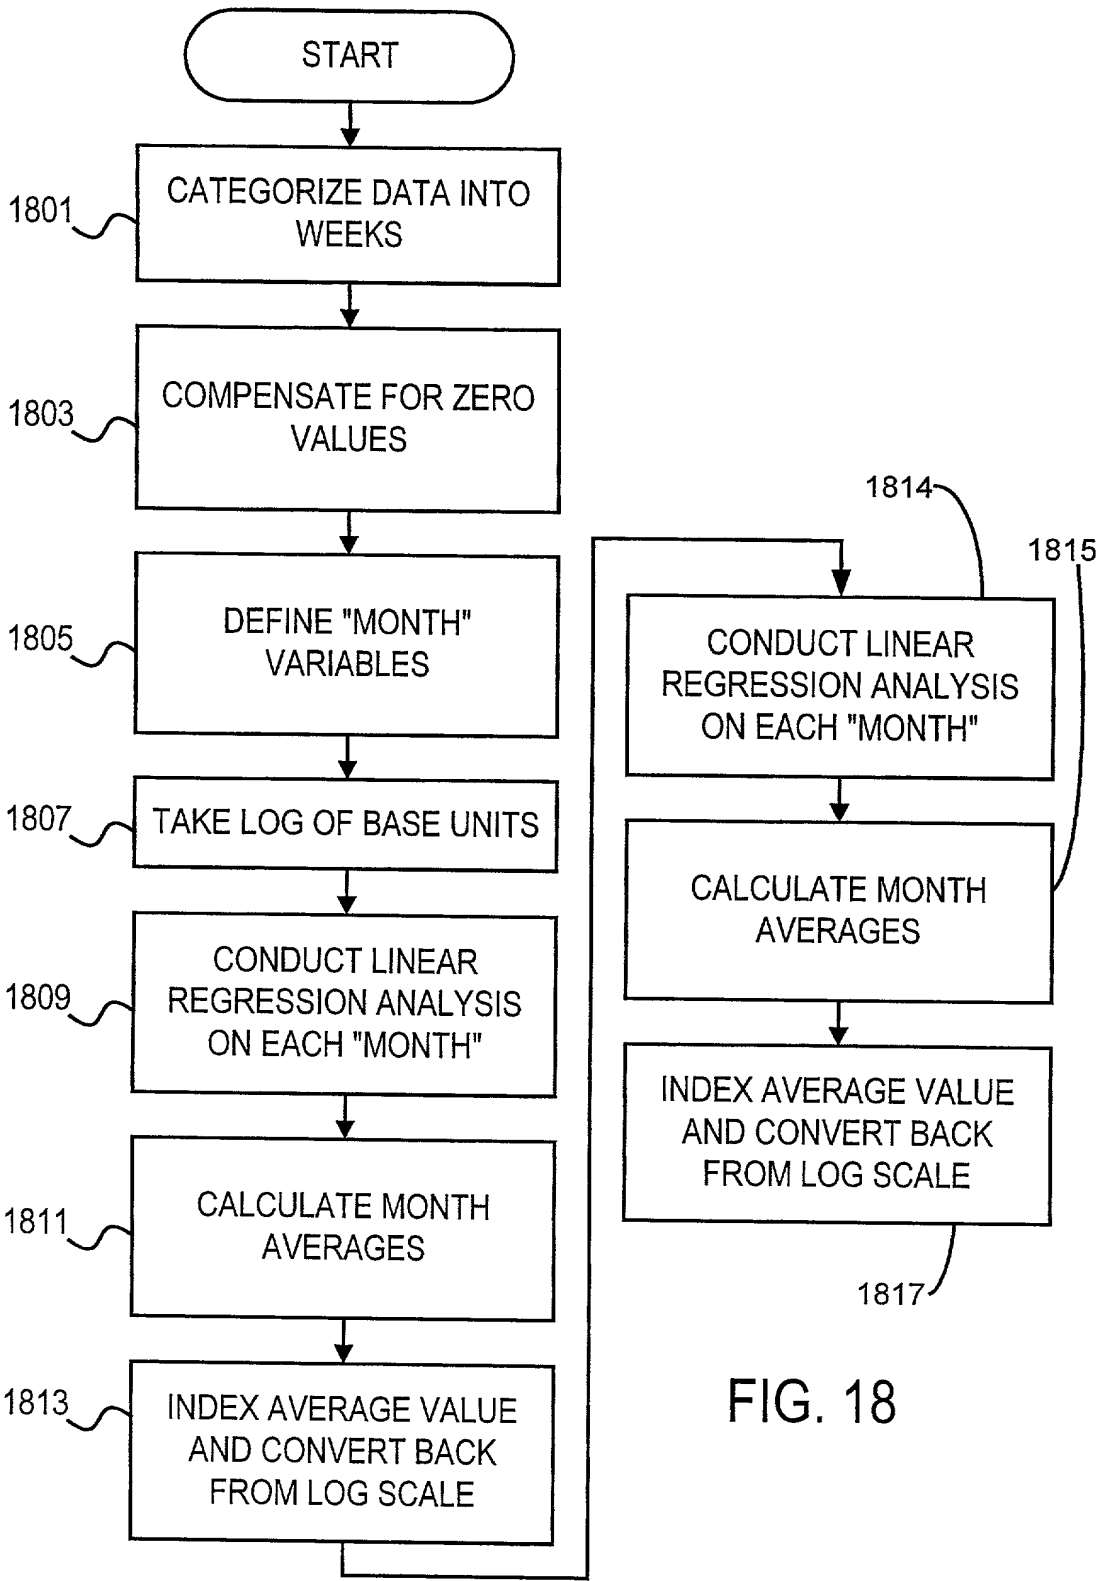 START
1801
CATEGORIZE DATA INTO
WEEKS
1803
COMPENSATE FOR ZERO
VALUES
1805
DEFINE "MONTH"
VARIABLES
1807
TAKE LOG OF BASE UNITS
1809
CONDUCT LINEAR
REGRESSION ANALYSIS
ON EACH "MONTH"
1811
CALCULATE MONTH
AVERAGES
1813
INDEX AVERAGE VALUE
AND CONVERT BACK
FROM LOG SCALE
1814
CONDUCT LINEAR
REGRESSION ANALYSIS
ON EACH "MONTH"
1815
CALCULATE MONTH
AVERAGES
INDEX AVERAGE VALUE
AND CONVERT BACK
FROM LOG SCALE
1817
FIG. 18